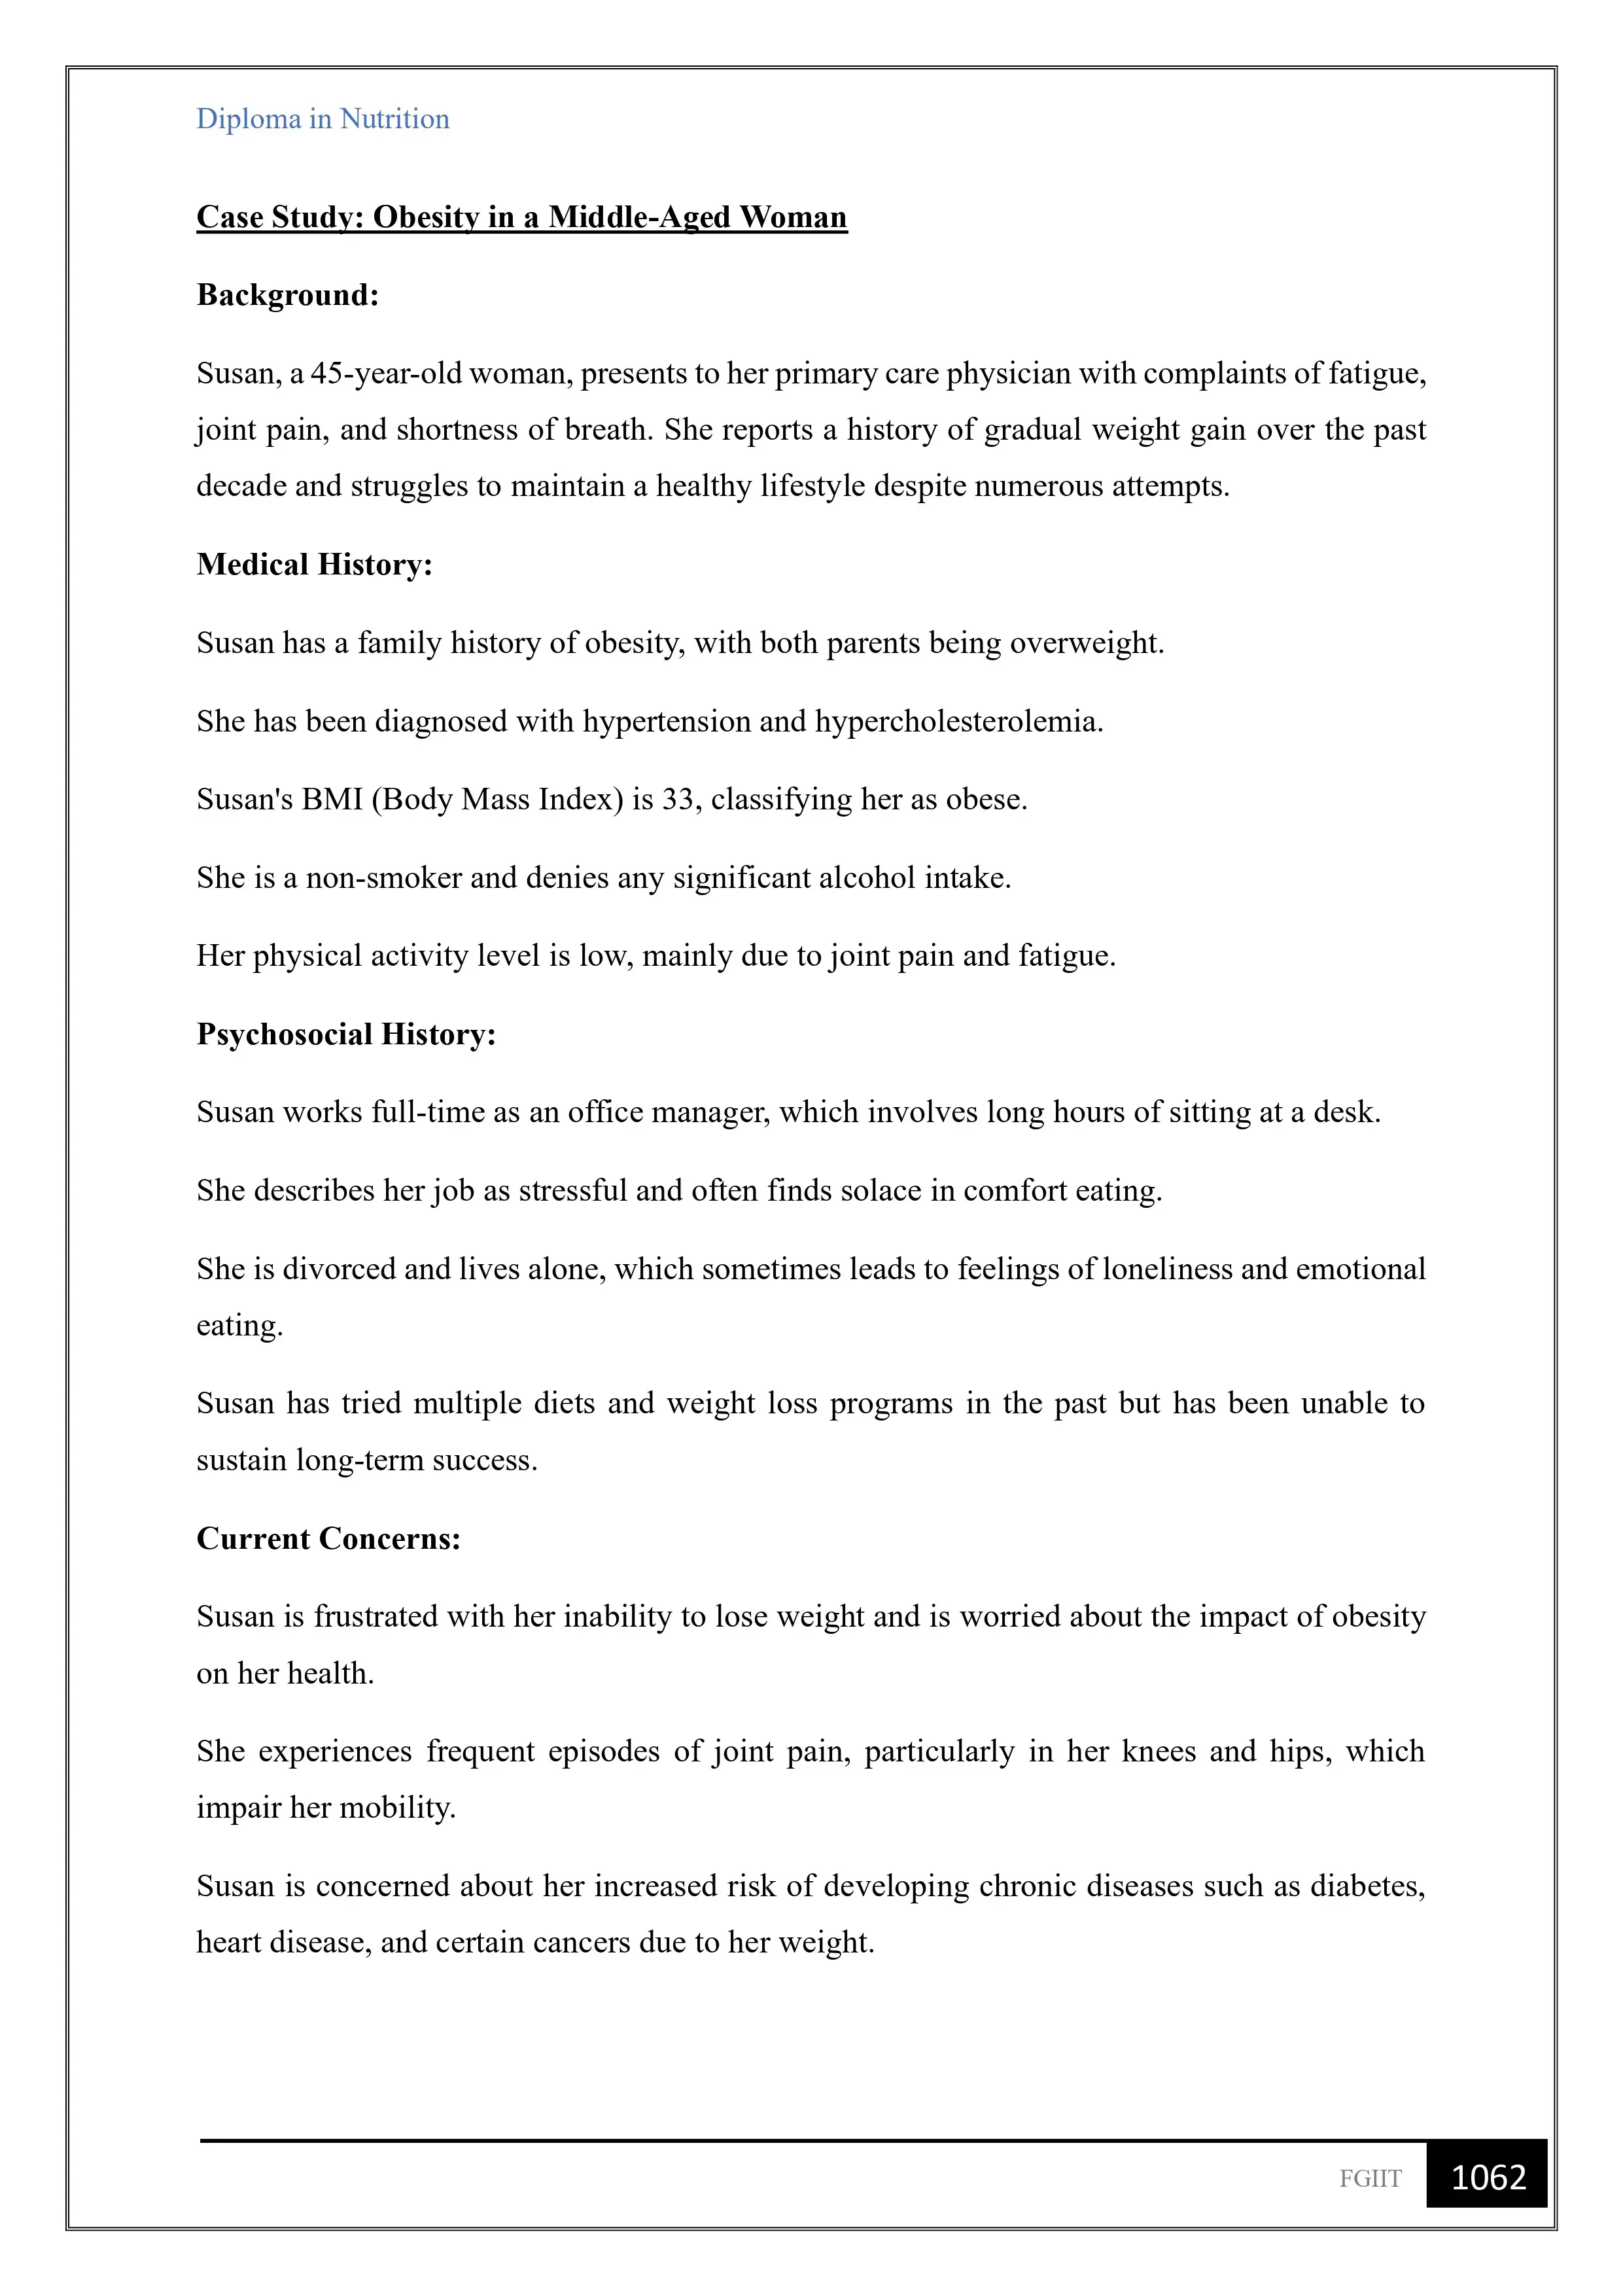 Diploma in Nutrition
Case Study: Obesity in a Middle-Aged Woman
Background:
Susan, a 45-year-old woman, presents to her primary care physician with complaints of fatigue,
joint pain, and shortness of breath. She reports a history of gradual weight gain over the past
decade and struggles to maintain a healthy lifestyle despite numerous attempts.
Medical History:
Susan has a family history of obesity, with both parents being overweight.
She has been diagnosed with hypertension and hypercholesterolemia.
Susan's BMI (Body Mass Index) is 33, classifying her as obese.
She is a non-smoker and denies any significant alcohol intake.
Her physical activity level is low, mainly due to joint pain and fatigue.
Psychosocial History:
Susan works full-time as an office manager, which involves long hours of sitting at a desk.
She describes her job as stressful and often finds solace in comfort eating.
She is divorced and lives alone, which sometimes leads to feelings of loneliness and emotional
eating.
Susan has tried multiple diets and weight loss programs in the past but has been unable to
sustain long-term success.
Current Concerns:
Susan is frustrated with her inability to lose weight and is worried about the impact of obesity
on her health.
She experiences frequent episodes of joint pain, particularly in her knees and hips, which
impair her mobility.
Susan is concerned about her increased risk of developing chronic diseases such as diabetes,
heart disease, and certain cancers due to her weight.
FGIIT 1062